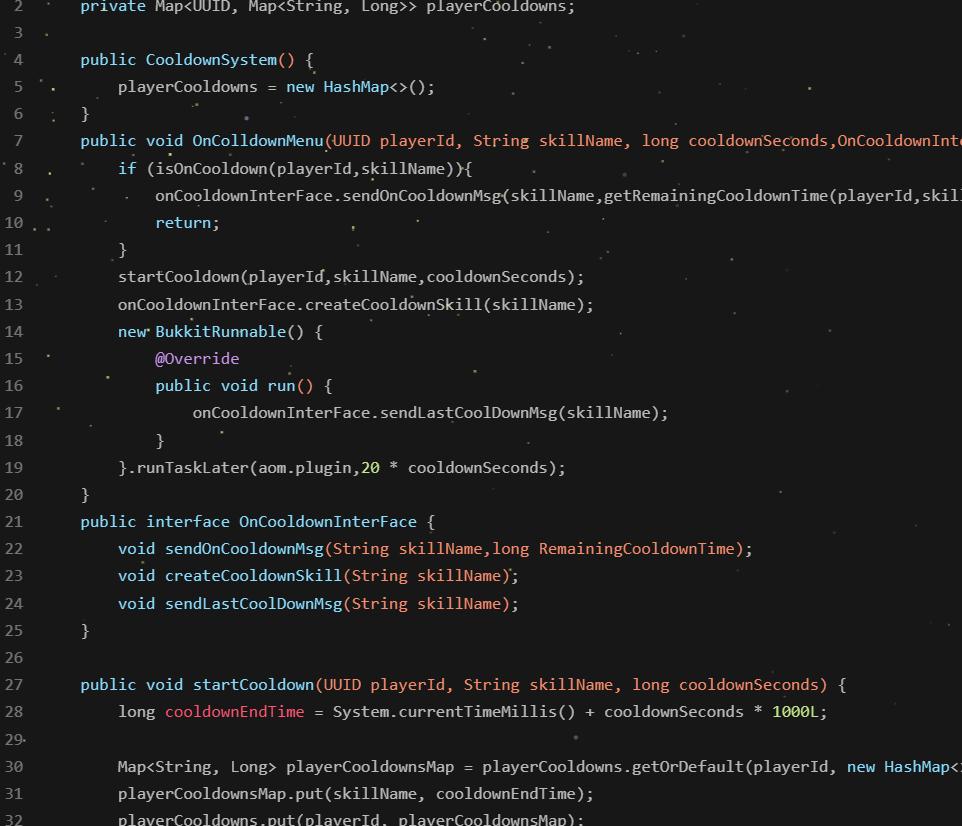 2 private Map<UUID, Map<String, Long>> playerCooldowns;
3
4 public CooldownSystem() {
5 playerCooldowns = new HashMap<>();
6 }
7 public void OnColldownMenu(UUID playerId, String skillName, long cooldownSeconds,OnCooldownInte
8 if (isOnCooldown(playerId,skillName)){
9 onCooldownInterFace.sendOnCooldownMsg(skillName,getRemainingCooldownTime(playerId,skil
10 return;
11 }
12 startCooldown(playerId,skillName,cooldownSeconds);
13 onCooldownInterFace.createCooldownSkill(skillName);
14 new BukkitRunnable() {
15 @Override
16 public void run() {
17 onCooldownInterFace.sendLastCoolDownMsg(skillName);
18 }
19 }.runTaskLater(aom.plugin,20 * cooldownSeconds);
20 }
21 public interface OnCooldownInterFace {
22 void sendOnCooldownMsg(String skillName,long RemainingCooldownTime);
23 void createCooldownSkill(String skillName);
24 void sendLastCoolDownMsg(String skillName);
25 }
26
27 public void startCooldown(UUID playerId, String skillName, long cooldownSeconds) {
28 long cooldownEndTime = System.currentTimeMillis() + cooldownSeconds * 1000L;
29
30 Map<String, Long> playerCooldownsMap = playerCooldowns.getOrDefault(playerId, new HashMap<
31 playerCooldownsMap.put(skillName, cooldownEndTime);
32 playerCooldowns.put(playerId, playerCooldownsMap);